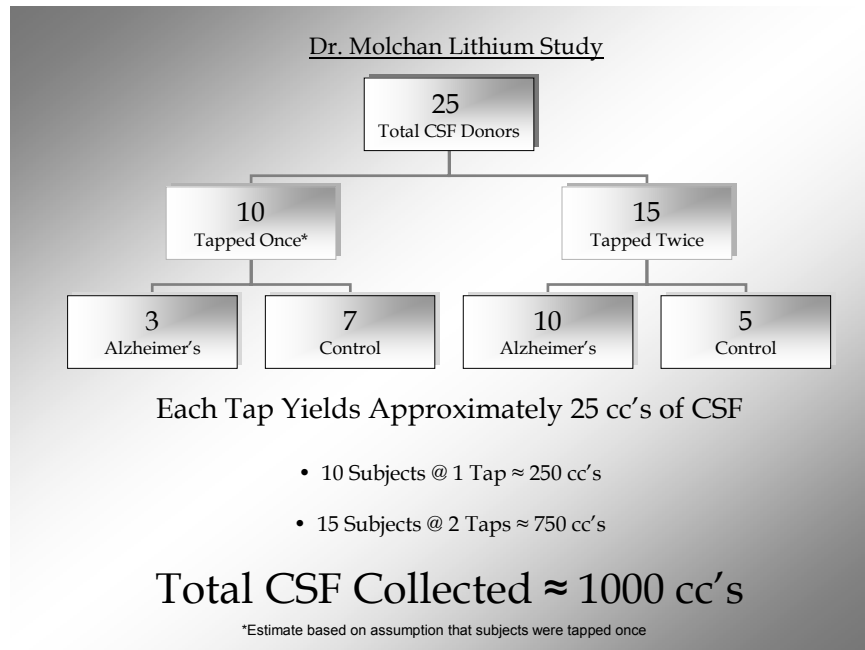 Dr. Molchan Lithium Study
25
Total CSF Donors
10
Tapped Once*
15
Tapped Twice
3
Alzheimer’s
7
Control
10
Alzheimer’s
5
Control
Each Tap Yields Approximately 25 cc’s of CSF
• 10 Subjects @ 1 Tap ≈ 250 cc’s
• 15 Subjects @ 2 Taps ≈ 750 cc’s
Total CSF Collected ≈ 1000 cc’s
*Estimate based on assumption that subjects were tapped once